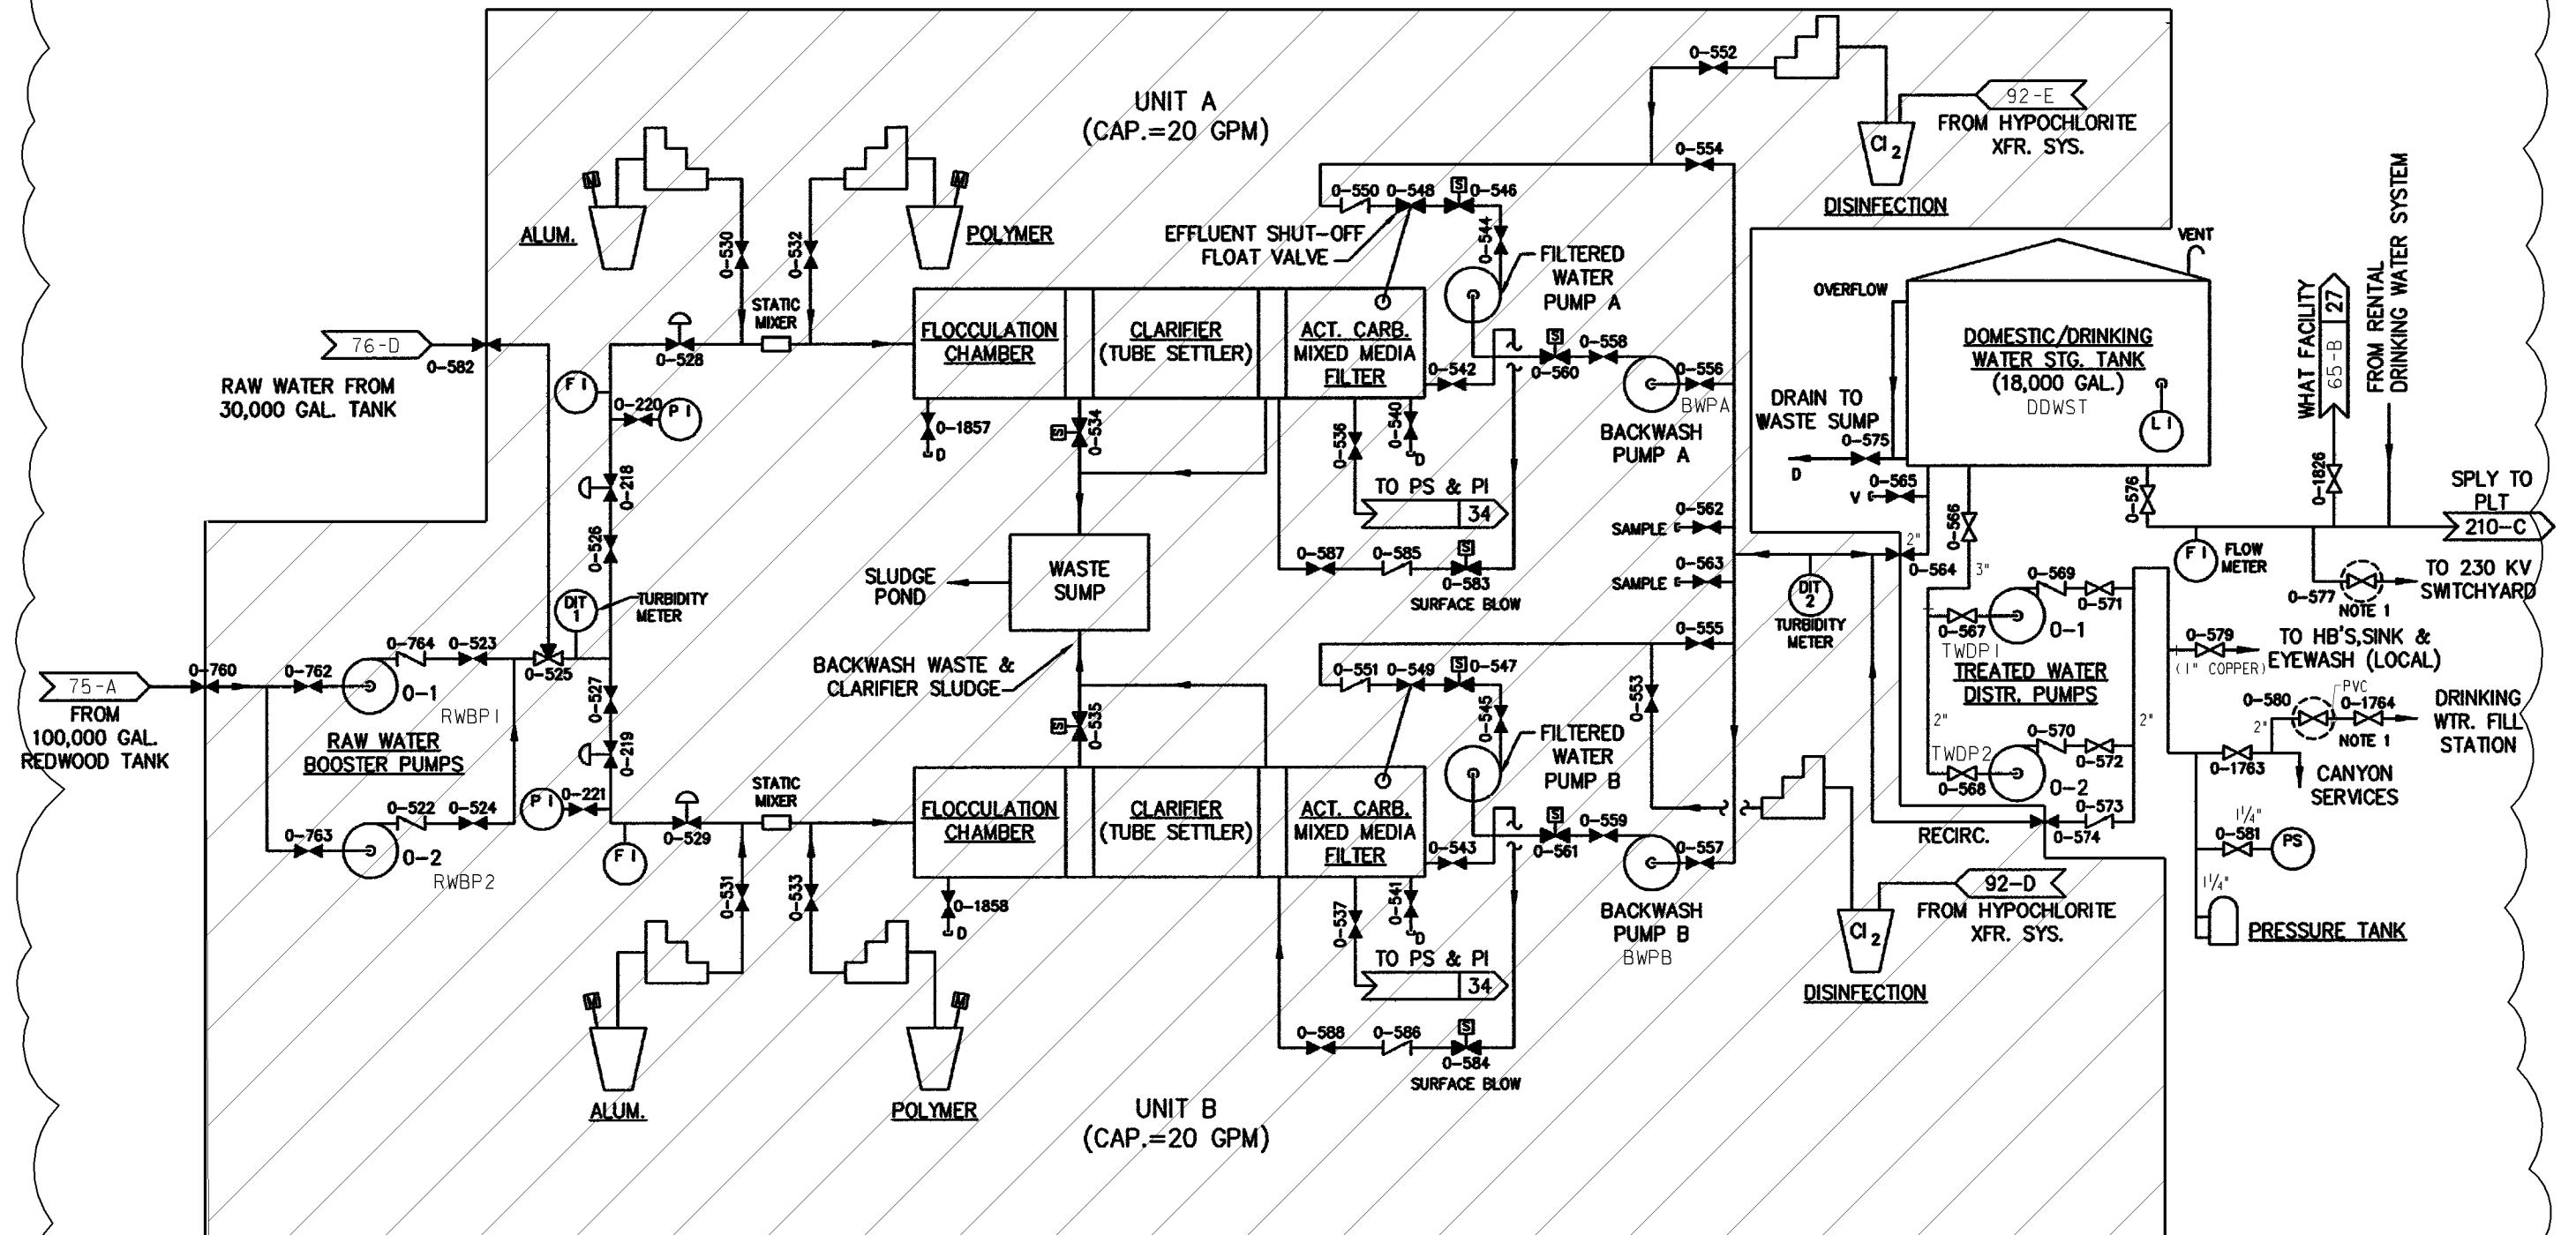 UNIT A
(CAP.=20 GPM)
0-552
92-E
FROM HYPOCHLORITE
XFR. SYS.
Cl 2
DISINFECTION
M
ALUM.
0-530
0-532
M
POLYMER
STATIC
MIXER
0-554
0-550
0-548
S
0-546
0-544
EFFLUENT SHUT-OFF
FLOAT VALVE
FILTERED
WATER
PUMP A
76-D
0-582
RAW WATER FROM
30,000 GAL. TANK
0-528
F I
0-220
P I
0-218
0-526
FLOCCULATION
CHAMBER
CLARIFIER
(TUBE SETTLER)
ACT. CARB.
MIXED MEDIA
FILTER
0-542
S
0-560
0-558
0-556
BWPA
BACKWASH
PUMP A
0-1857
D
S
0-534
0-536
0-540
D
TO PS & PI
34
0-587
0-585
S
0-583
SURFACE BLOW
SLUDGE
POND
WASTE
SUMP
BACKWASH WASTE &
CLARIFIER SLUDGE
0-562
SAMPLE
0-563
SAMPLE
DIT
2
TURBIDITY
METER
VENT
OVERFLOW
DOMESTIC/DRINKING
WATER STG. TANK
(18,000 GAL.)
DDWST
L I
DRAIN TO
WASTE SUMP
0-575
D
0-565
V
0-566
0-576
2"
0-564
3"
WHAT FACILITY
65-B
27
FROM RENTAL
DRINKING WATER SYSTEM
0-1826
SPLY TO
PLT
210-C
F I
FLOW
METER
TO 230 KV
SWITCHYARD
0-577
NOTE 1
0-569
0-571
0-567
0-1
TWDP1
TREATED WATER
DISTR. PUMPS
0-579
(1" COPPER)
TO HB'S,SINK &
EYEWASH (LOCAL)
PVC
0-580
0-1764
2"
NOTE 1
DRINKING
WTR. FILL
STATION
0-1763
CANYON
SERVICES
2"
2"
TWDP2
0-570
0-572
0-568
0-2
0-573
0-574
RECIRC.
1¼"
0-581
PS
1¼"
PRESSURE TANK
DIT
1
TURBIDITY
METER
75-A
FROM
100,000 GAL.
REDWOOD TANK
0-760
0-762
0-764
0-523
0-525
0-1
RWBP1
RAW WATER
BOOSTER PUMPS
0-763
0-522
0-524
0-2
RWBP2
0-527
0-219
P I
0-221
F I
0-529
STATIC
MIXER
0-531
0-533
M
ALUM.
M
POLYMER
S
0-535
FLOCCULATION
CHAMBER
CLARIFIER
(TUBE SETTLER)
ACT. CARB.
MIXED MEDIA
FILTER
0-555
0-551
0-549
S
0-547
0-545
0-553
FILTERED
WATER
PUMP B
0-543
S
0-561
0-559
0-557
BACKWASH
PUMP B
BWPB
0-1858
D
0-537
0-541
D
TO PS & PI
34
0-588
0-586
S
0-584
SURFACE BLOW
92-D
FROM HYPOCHLORITE
XFR. SYS.
Cl 2
DISINFECTION
UNIT B
(CAP.=20 GPM)